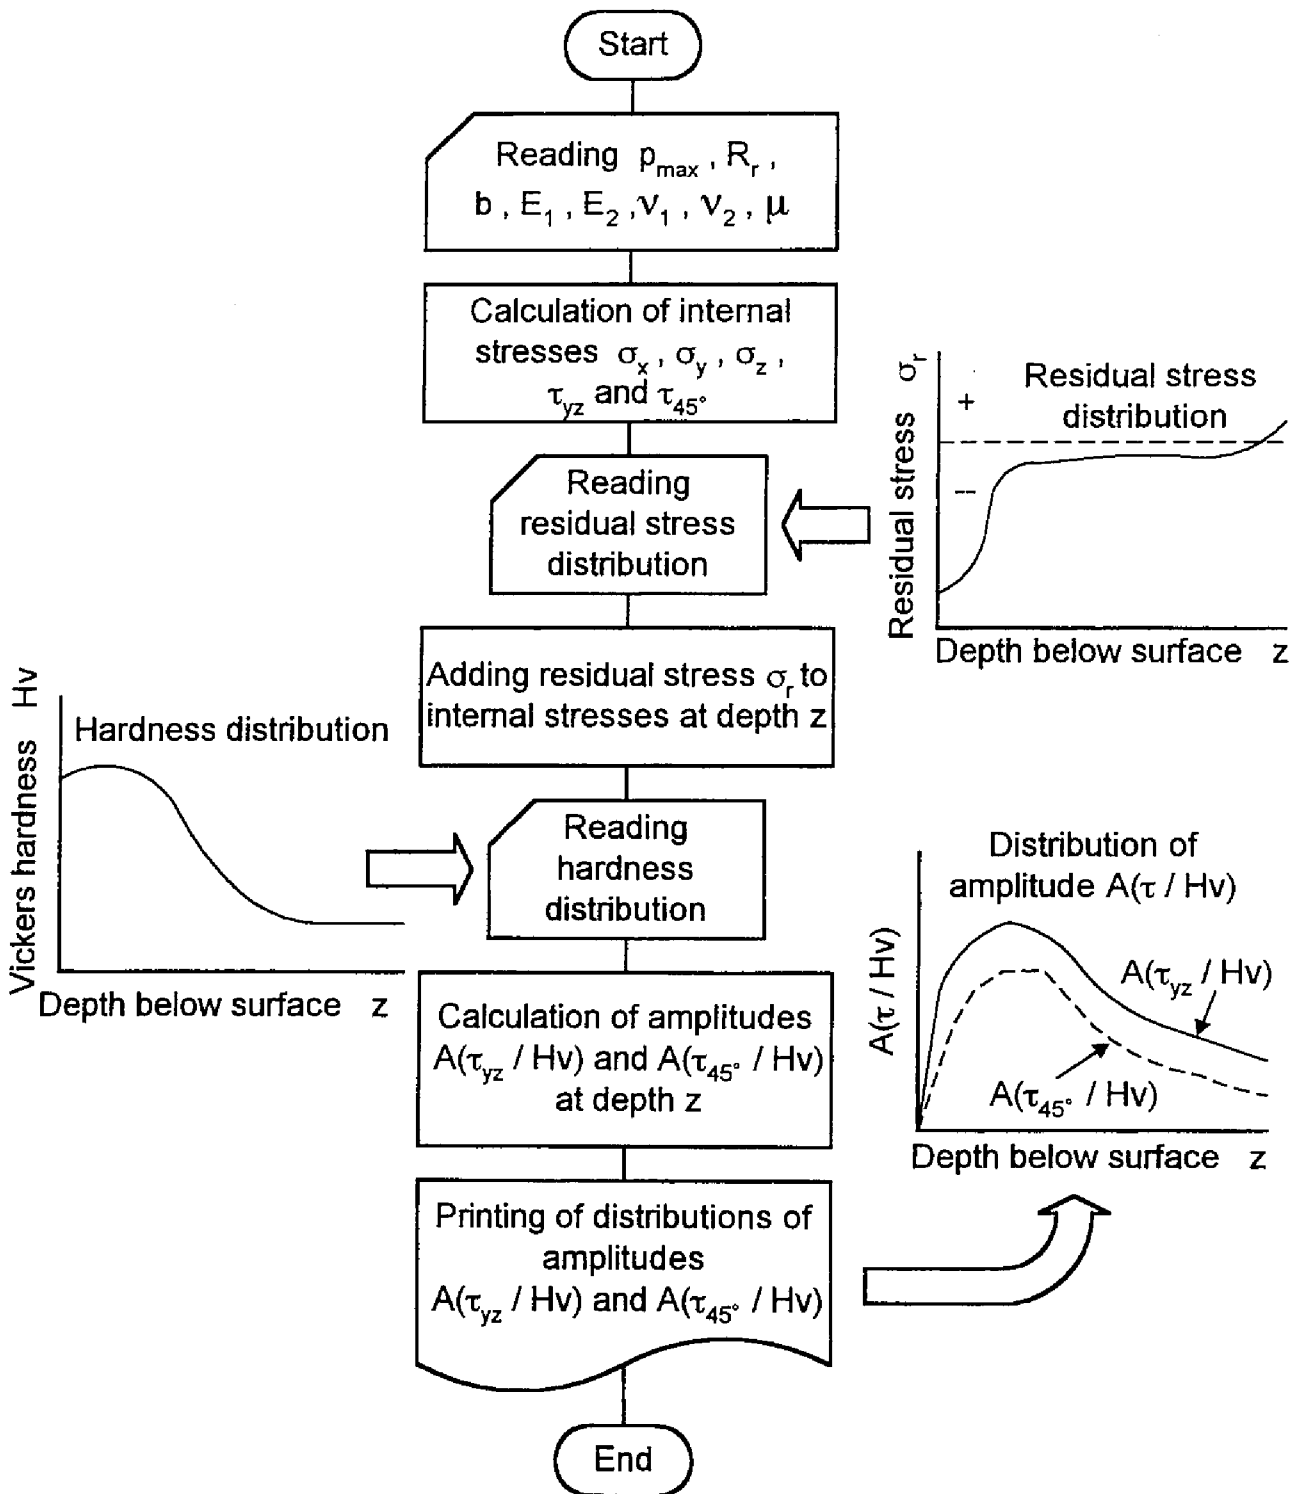 Start
Reading p_max , R_r ,
b , E_1 , E_2 , ν_1 , ν_2 , μ
Calculation of internal
stresses σ_x , σ_y , σ_z ,
τ_yz and τ_45°
Reading
residual stress
distribution
Residual stress σ_r
+
−
Residual stress
distribution
Depth below surface z
Adding residual stress σ_r to
internal stresses at depth z
Vickers hardness Hv
Hardness distribution
Depth below surface z
Reading
hardness
distribution
Calculation of amplitudes
A(τ_yz / Hv) and A(τ_45° / Hv)
at depth z
Distribution of
amplitude A(τ / Hv)
A(τ / Hv)
A(τ_yz / Hv)
A(τ_45° / Hv)
Depth below surface z
Printing of distributions of
amplitudes
A(τ_yz / Hv) and A(τ_45° / Hv)
End